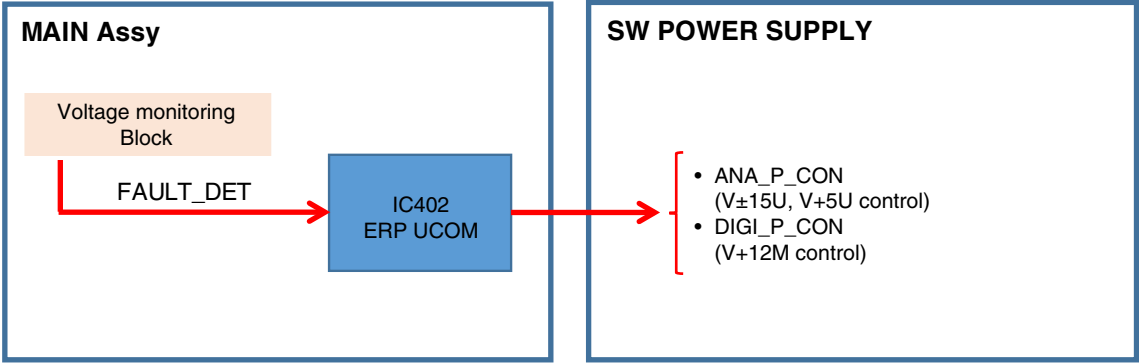 MAIN Assy
Voltage monitoring
Block
FAULT_DET
IC402
ERP UCOM
SW POWER SUPPLY
• ANA_P_CON
(V±15U, V+5U control)
• DIGI_P_CON
(V+12M control)